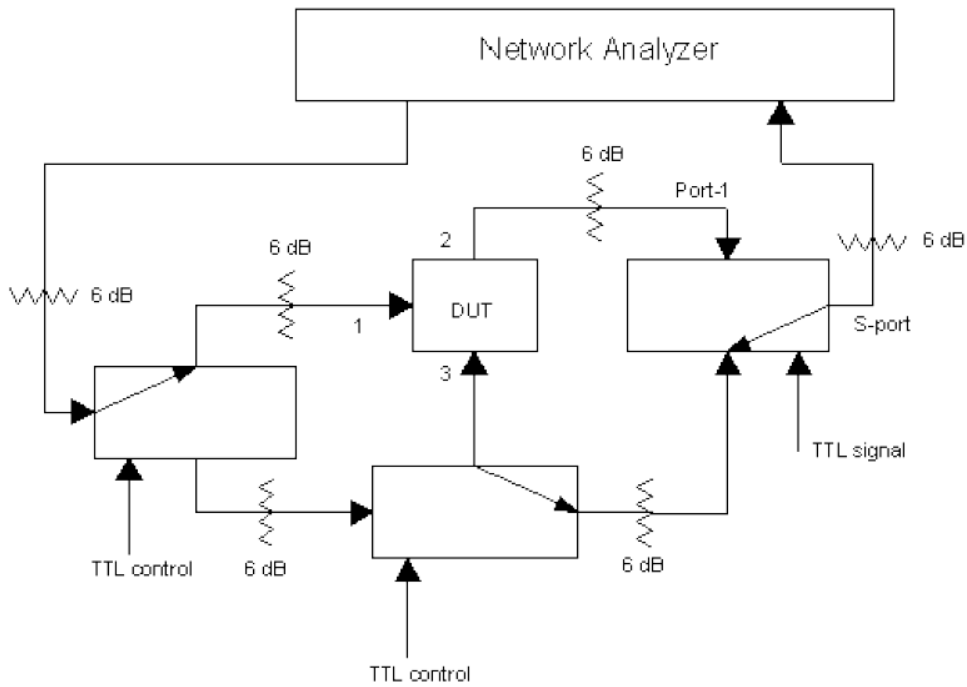 Network Analyzer
6 dB
Port-1
2
6 dB
6 dB
6 dB
DUT
S-port
1
3
TTL signal
TTL control
6 dB
6 dB
TTL control